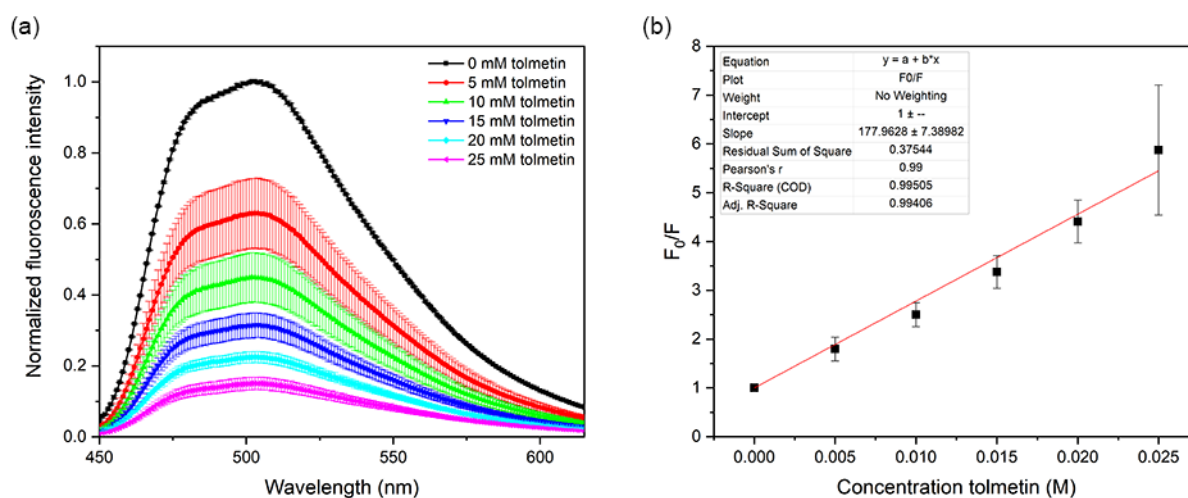 (a)
Normalized fluoroscence intensity
1.0
0.8
0.6
0.4
0.2
0.0
450
500
550
600
Wavelength (nm)
0 mM tolmetin
5 mM tolmetin
10 mM tolmetin
15 mM tolmetin
20 mM tolmetin
25 mM tolmetin
(b)
F0/F
8
7
6
5
4
3
2
1
0
0.000
0.005
0.010
0.015
0.020
0.025
Concentration tolmetin (M)
Equation y = a + b*x
Plot F0/F
Weight No Weighting
Intercept 1 ± --
Slope 177.9628 ± 7.38982
Residual Sum of Square 0.37544
Pearson's r 0.99
R-Square (COD) 0.99505
Adj. R-Square 0.99406